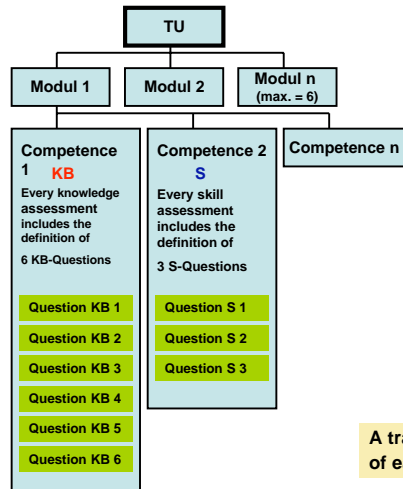 TU
Modul 1
Modul 2
Modul n
(max. = 6)
Competence
1 KB
Every knowledge
assessment
includes the
definition of
6 KB-Questions
Question KB 1
Question KB 2
Question KB 3
Question KB 4
Question KB 5
Question KB 6
Competence 2
S
Every skill
assessment
includes the
definition of
3 S-Questions
Question S 1
Question S 2
Question S 3
Competence n
A tra
of e